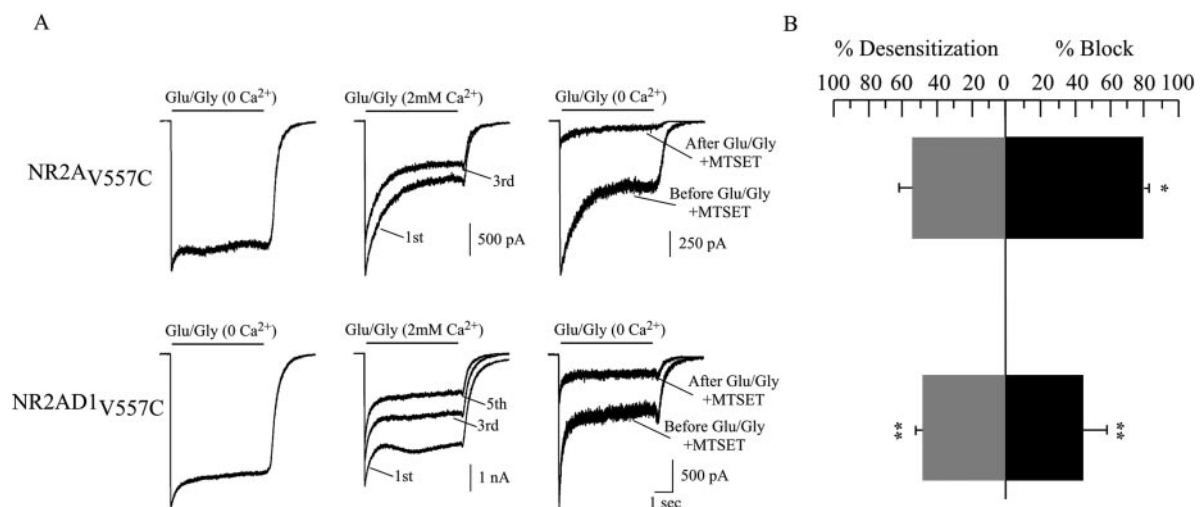 A
B
% Desensitization % Block
100 80 60 40 20 0 20 40 60 80 100
Glu/Gly (0 Ca²⁺) Glu/Gly (2mM Ca²⁺) Glu/Gly (0 Ca²⁺)
NR2A_V557C
After Glu/Gly
+MTSET
3rd
Before Glu/Gly
+MTSET
1st
500 pA
250 pA
*
Glu/Gly (0 Ca²⁺) Glu/Gly (2mM Ca²⁺) Glu/Gly (0 Ca²⁺)
NR2AD1_V557C
After Glu/Gly
+MTSET
5th
3rd
Before Glu/Gly
+MTSET
1st
1 nA
500 pA
1 sec
** **